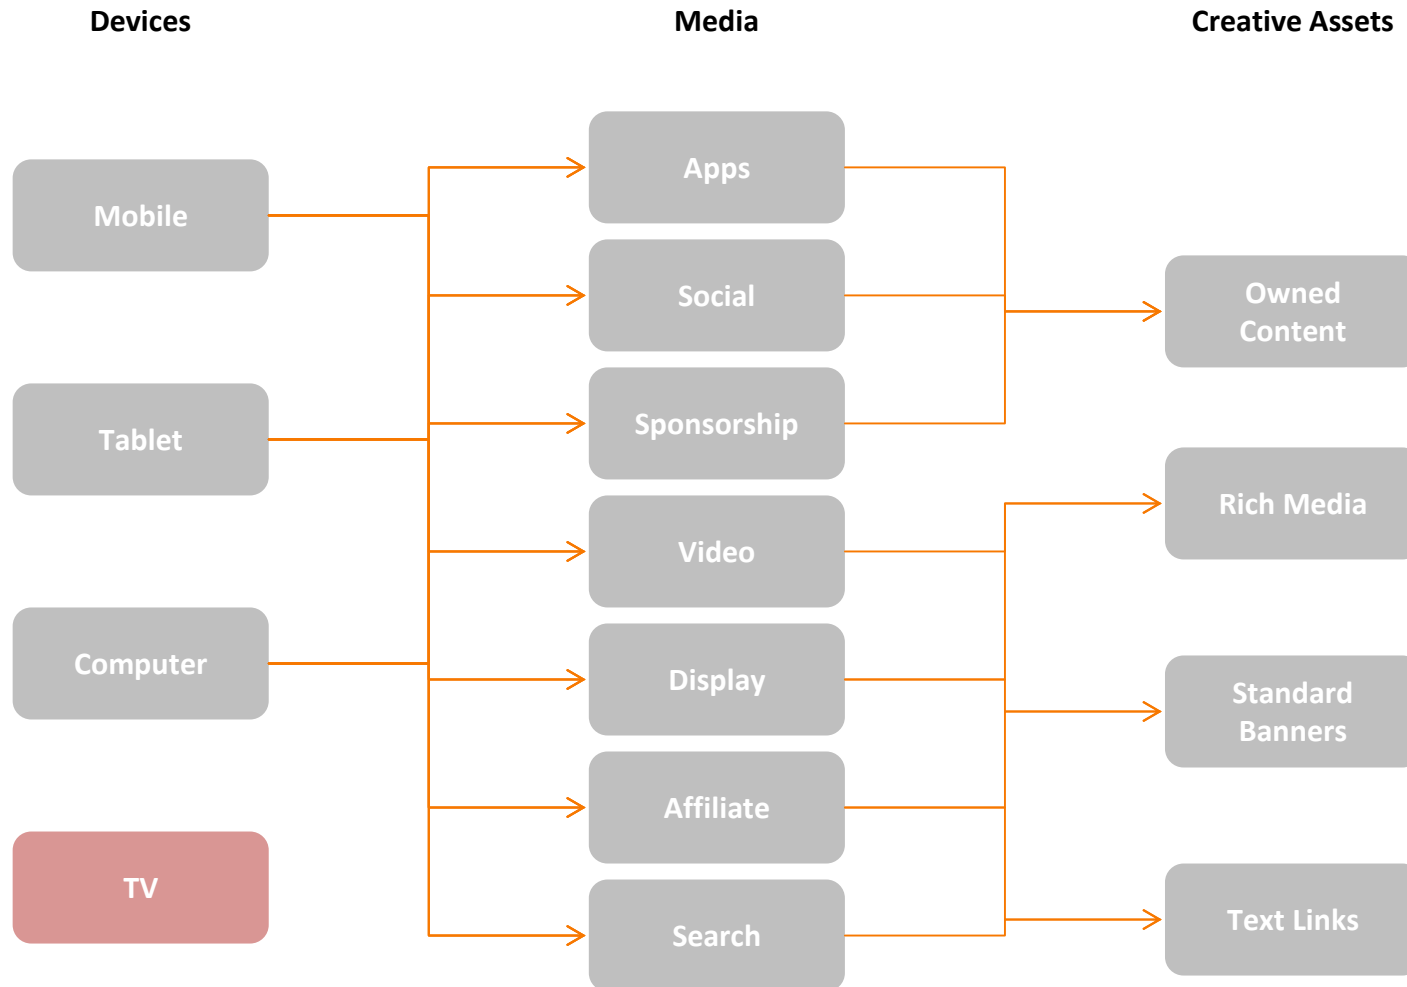 Devices
Media
Creative Assets
Mobile
Tablet
Computer
TV
Apps
Social
Sponsorship
Video
Display
Affiliate
Search
Owned
Content
Rich Media
Standard
Banners
Text Links